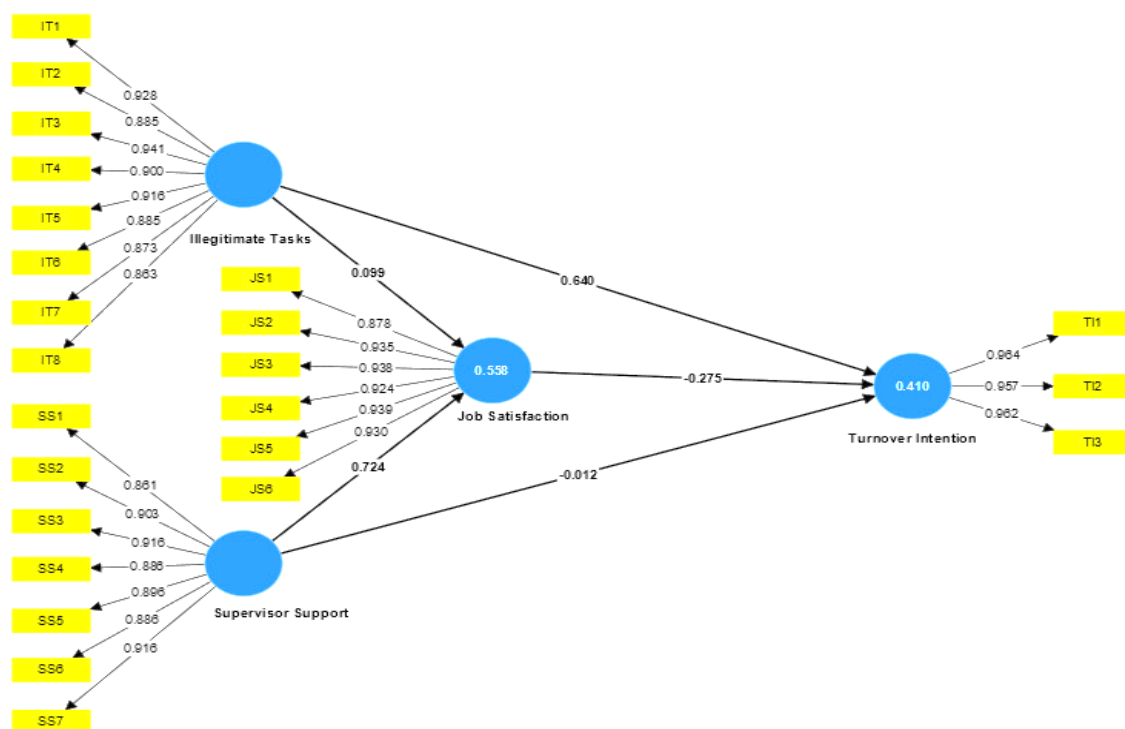 IT1
IT2
IT3
IT4
IT5
IT6
IT7
IT8
0.928
0.885
0.941
0.900
0.916
0.885
0.873
0.863
Illegitimate Tasks
0.099
0.640
JS1
JS2
JS3
JS4
JS5
JS6
0.878
0.935
0.938
0.924
0.939
0.930
0.558
Job Satisfaction
-0.275
0.724
-0.012
SS1
SS2
SS3
SS4
SS5
SS6
SS7
0.861
0.903
0.916
0.886
0.896
0.886
0.916
Supervisor Support
0.410
Turnover Intention
0.964
0.957
0.962
TI1
TI2
TI3